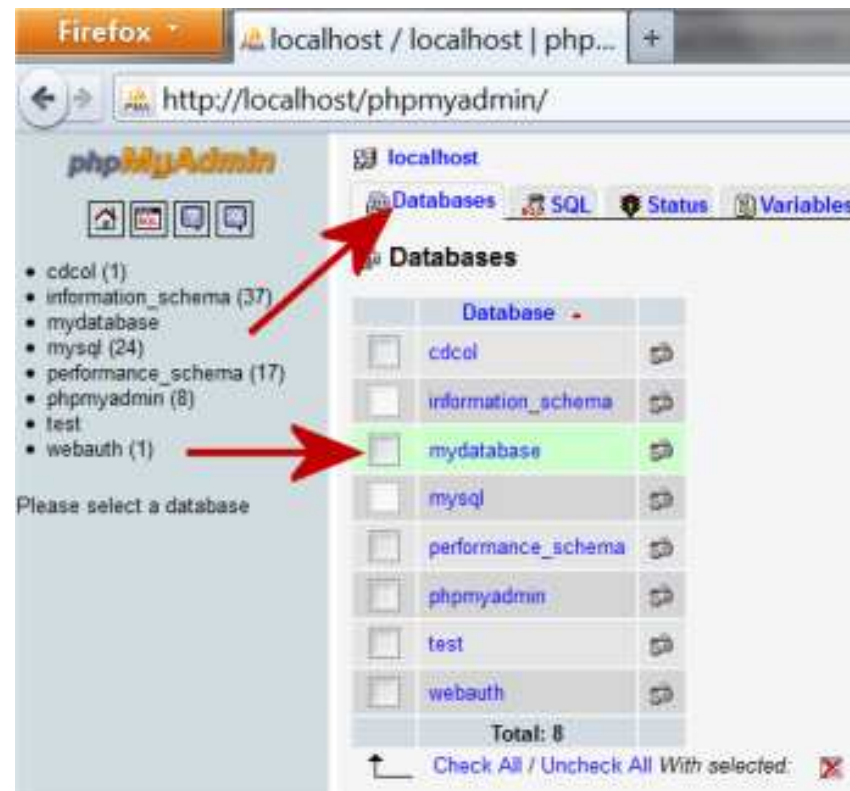 Firefox
localhost / localhost | php... +
http://localhost/phpmyadmin/
phpMyAdmin
cdcol (1)
information_schema (37)
mydatabase
mysql (24)
performance_schema (17)
phpmyadmin (8)
test
webauth (1)
Please select a database
localhost
Databases SQL Status Variables
Databases
Database
cdcol
information_schema
mydatabase
mysql
performance_schema
phpmyadmin
test
webauth
Total: 8
Check All / Uncheck All With selected: